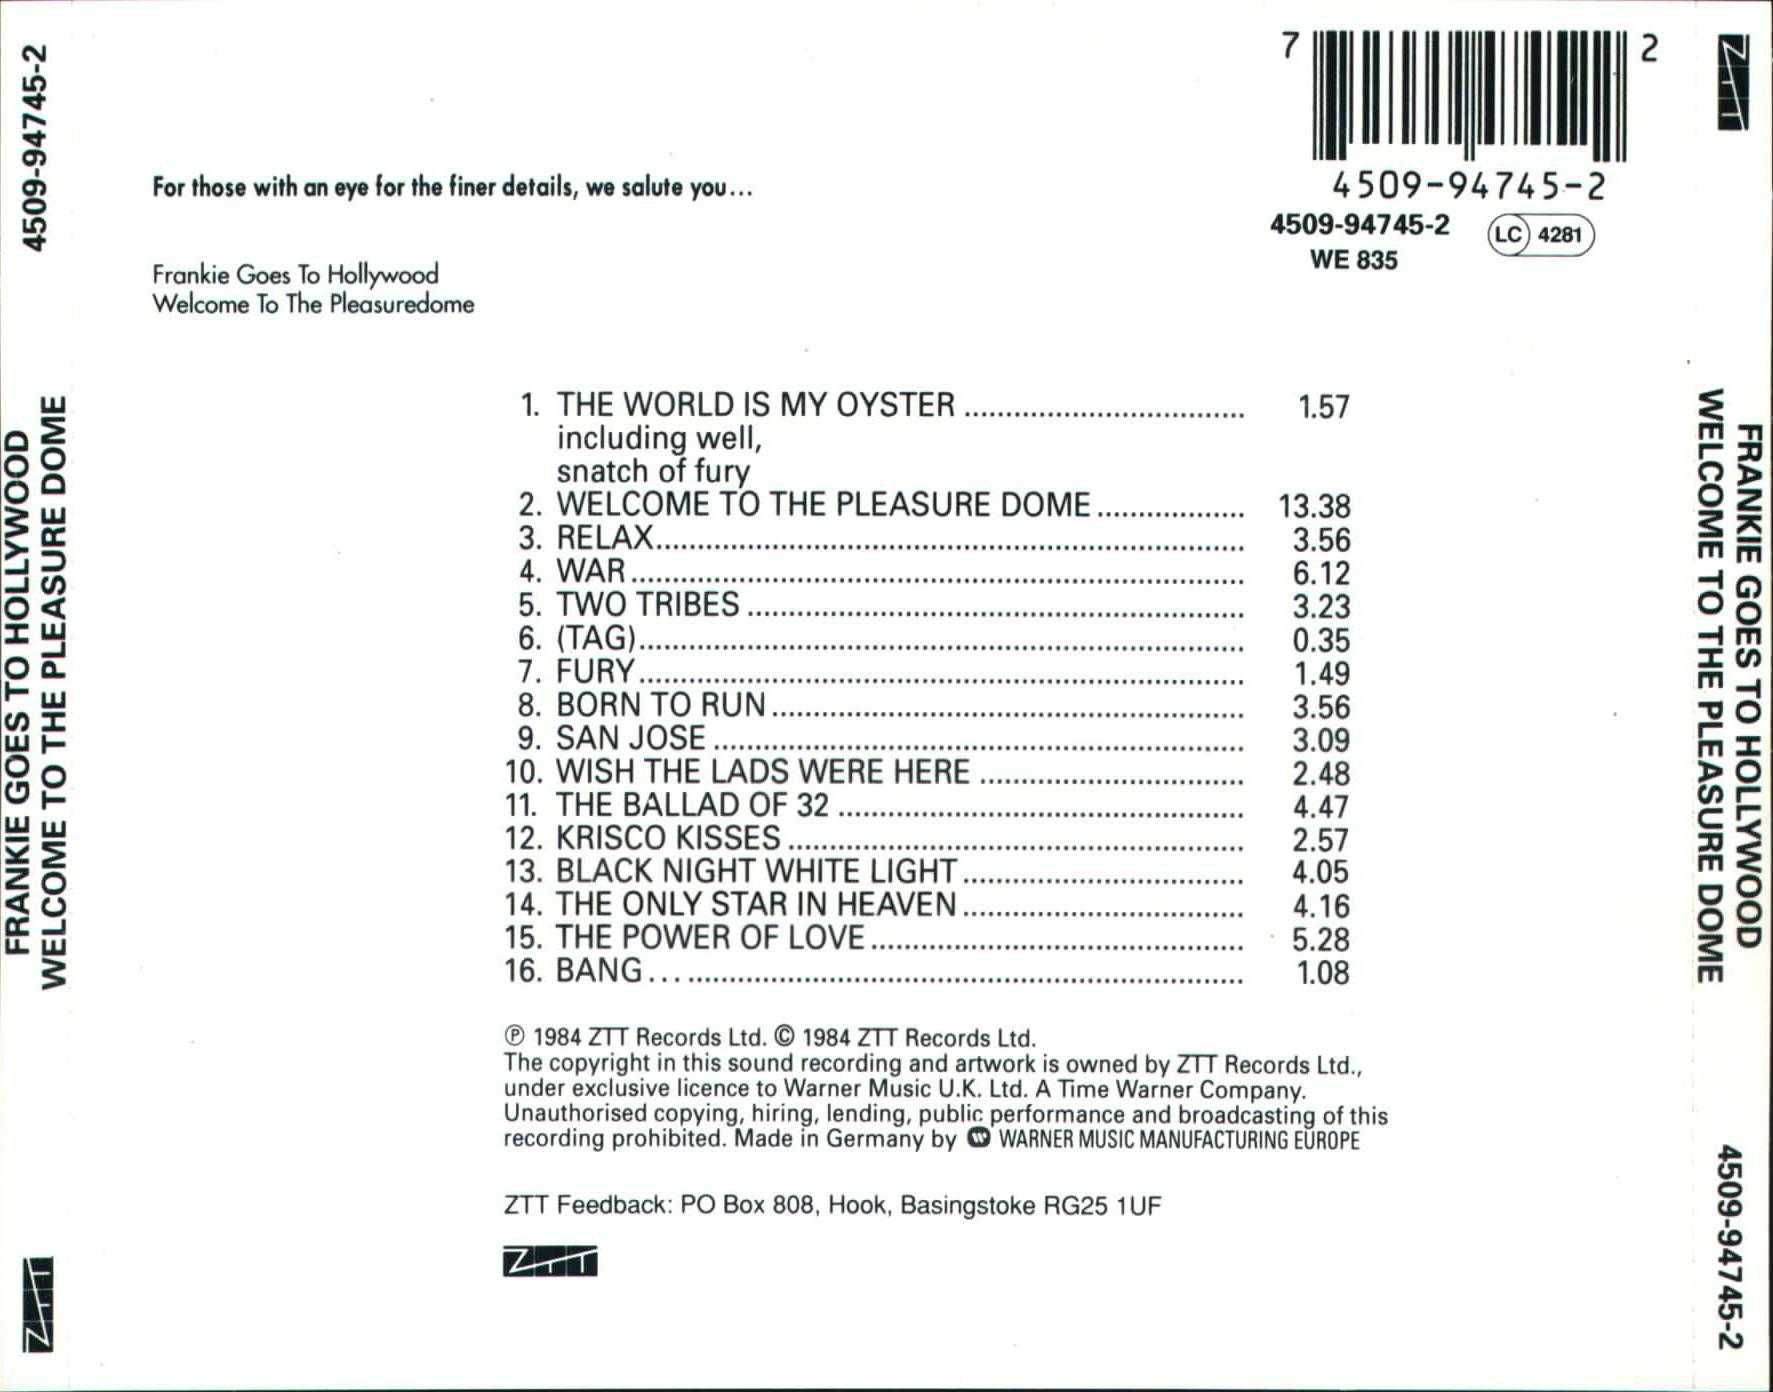 4509-94745-2
FRANKIE GOES TO HOLLYWOOD
WELCOME TO THE PLEASURE DOME
ZTT
For those with an eye for the finer details, we salute you...
Frankie Goes To Hollywood
Welcome To The Pleasuredome
7 2
4509-94745-2
4509-94745-2 LC 4281
WE 835
1. THE WORLD IS MY OYSTER ........ 1.57
including well,
snatch of fury
2. WELCOME TO THE PLEASURE DOME ........ 13.38
3. RELAX ........ 3.56
4. WAR ........ 6.12
5. TWO TRIBES ........ 3.23
6. (TAG) ........ 0.35
7. FURY ........ 1.49
8. BORN TO RUN ........ 3.56
9. SAN JOSE ........ 3.09
10. WISH THE LADS WERE HERE ........ 2.48
11. THE BALLAD OF 32 ........ 4.47
12. KRISCO KISSES ........ 2.57
13. BLACK NIGHT WHITE LIGHT ........ 4.05
14. THE ONLY STAR IN HEAVEN ........ 4.16
15. THE POWER OF LOVE ........ 5.28
16. BANG... ........ 1.08
℗ 1984 ZTT Records Ltd. © 1984 ZTT Records Ltd.
The copyright in this sound recording and artwork is owned by ZTT Records Ltd.,
under exclusive licence to Warner Music U.K. Ltd. A Time Warner Company.
Unauthorised copying, hiring, lending, public performance and broadcasting of this
recording prohibited. Made in Germany by WARNER MUSIC MANUFACTURING EUROPE
ZTT Feedback: PO Box 808, Hook, Basingstoke RG25 1UF
ZTT
ZTT
FRANKIE GOES TO HOLLYWOOD
WELCOME TO THE PLEASURE DOME
4509-94745-2